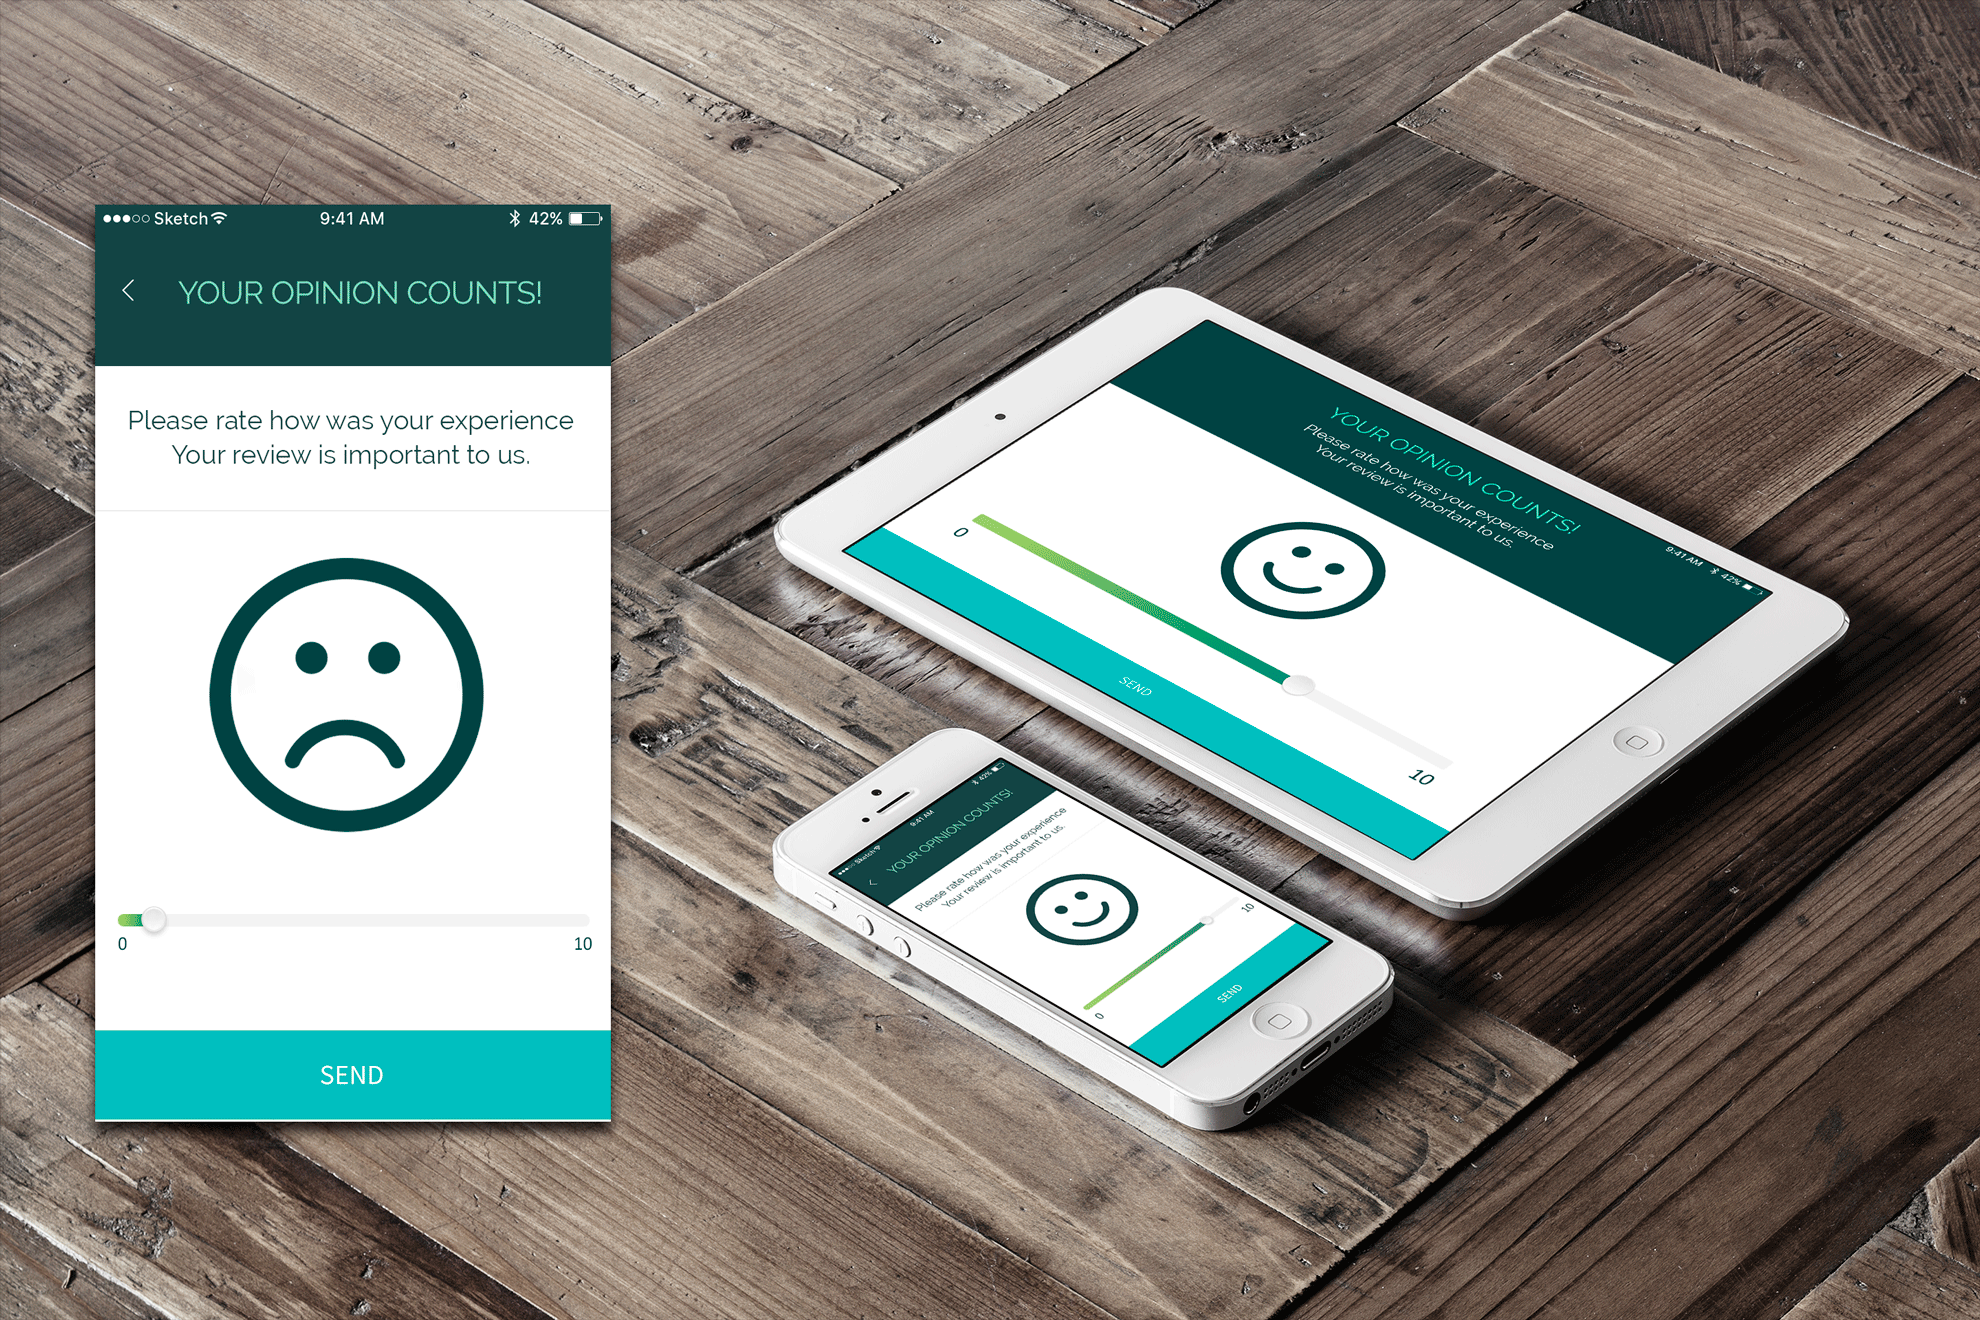 Sketch 9:41 AM 42%
YOUR OPINION COUNTS!
Please rate how was your experience
Your review is important to us.
0 10
SEND
YOUR OPINION COUNTS!
Please rate how was your experience
Your review is important to us.
9:41 AM 42%
0
10
SEND
Sketch 9:41 AM 42%
YOUR OPINION COUNTS!
Please rate how was your experience
Your review is important to us.
0 10
SEND